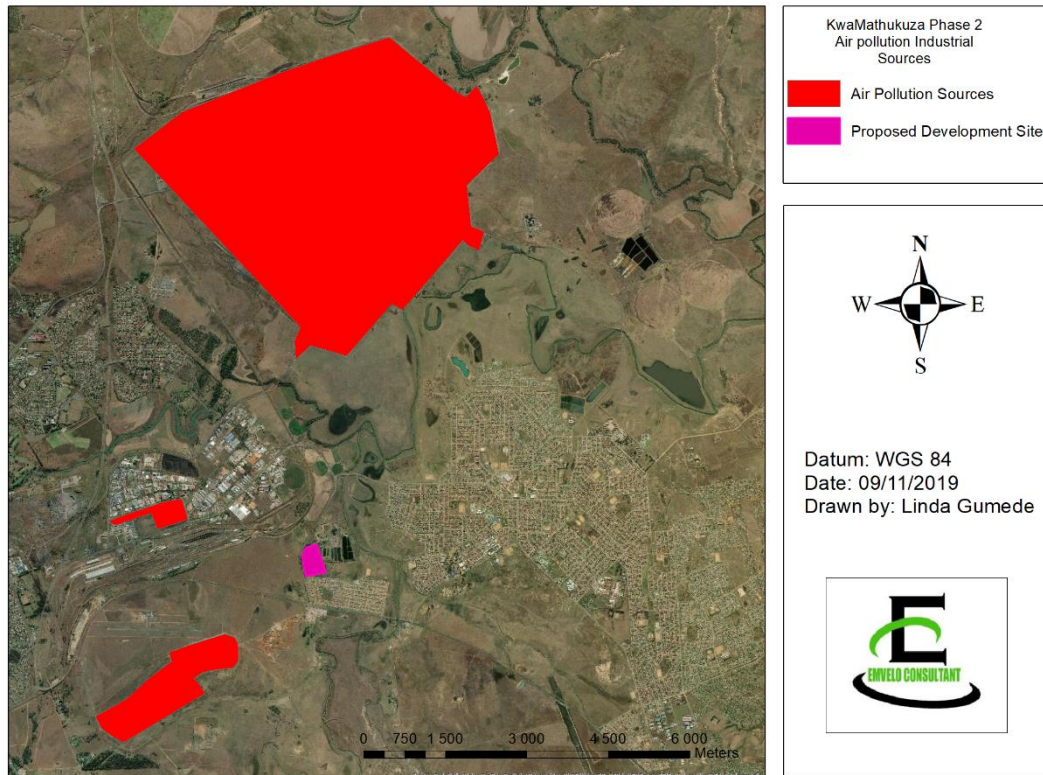 KwaMathukuza Phase 2
Air pollution Industrial
Sources
Air Pollution Sources
Proposed Development Site
N
W E
S
Datum: WGS 84
Date: 09/11/2019
Drawn by: Linda Gumede
E
EMVELO CONSULTANT
0 750 1 500 3 000 4 500 6 000
Meters